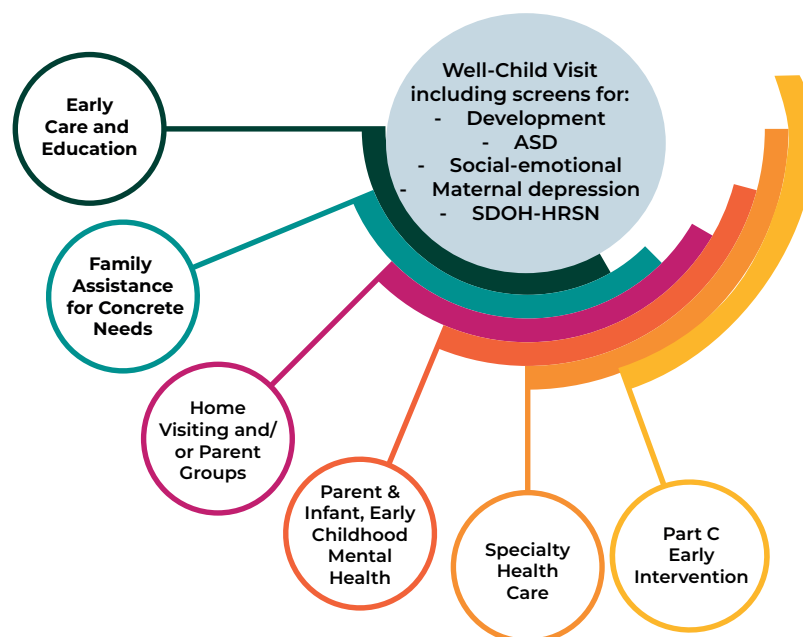 Well-Child Visit
including screens for:
- Development
- ASD
- Social-emotional
- Maternal depression
- SDOH-HRSN
Early
Care and
Education
Family
Assistance
for Concrete
Needs
Home
Visiting and/
or Parent
Groups
Parent &
Infant, Early
Childhood
Mental
Health
Specialty
Health
Care
Part C
Early
Intervention